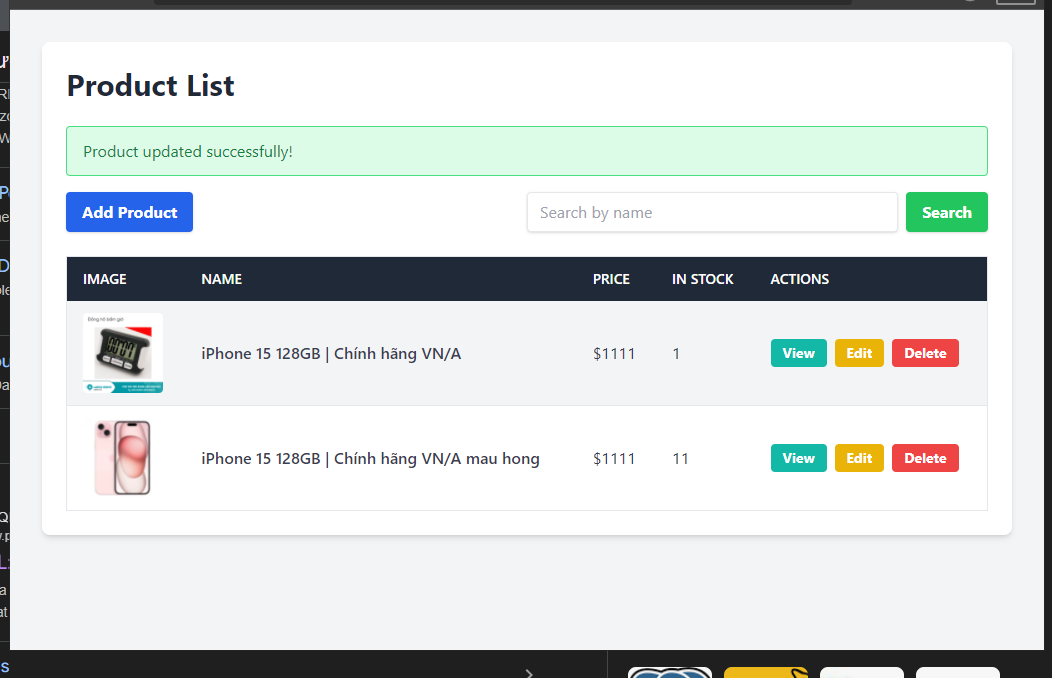 Product List
Product updated successfully!
Add Product
Search by name
Search
IMAGE NAME PRICE IN STOCK ACTIONS
iPhone 15 128GB | Chính hãng VN/A $1111 1 View Edit Delete
iPhone 15 128GB | Chính hãng VN/A mau hong $1111 11 View Edit Delete